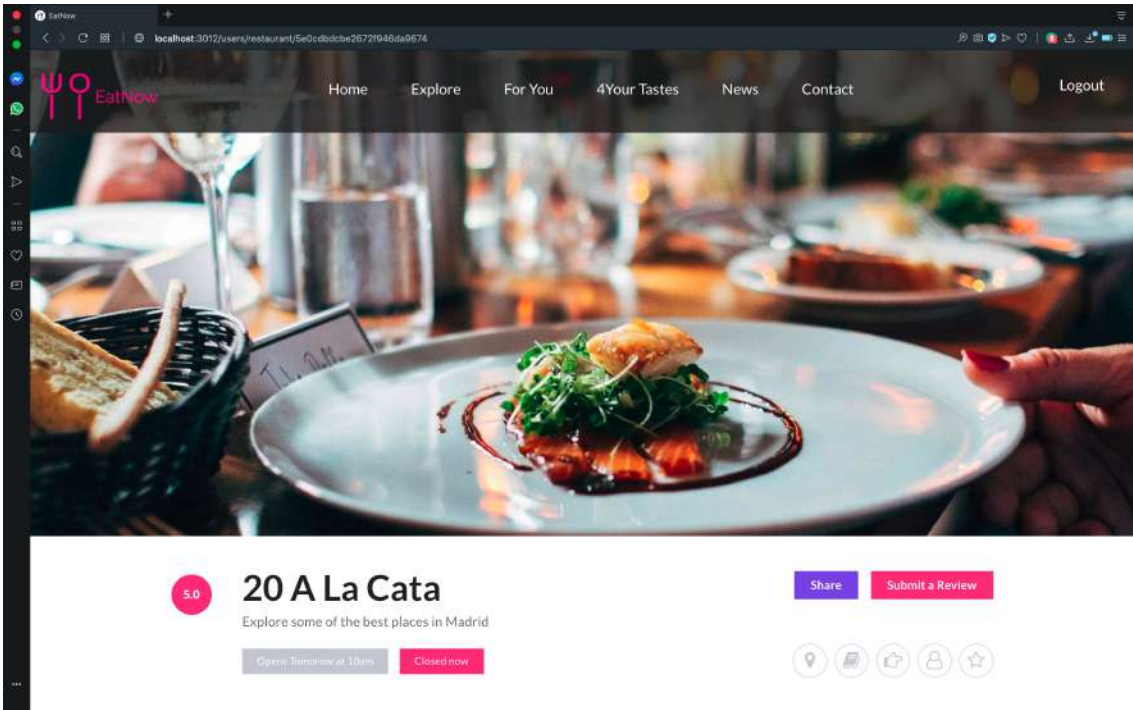 EatNow
localhost:3012/users/restaurant/5e0cdbdcbe2672f946da9674
EatNow
Home
Explore
For You
4Your Tastes
News
Contact
Logout
5.0
20 A La Cata
Explore some of the best places in Madrid
Opens Tomorrow at 10am
Closed now
Share
Submit a Review